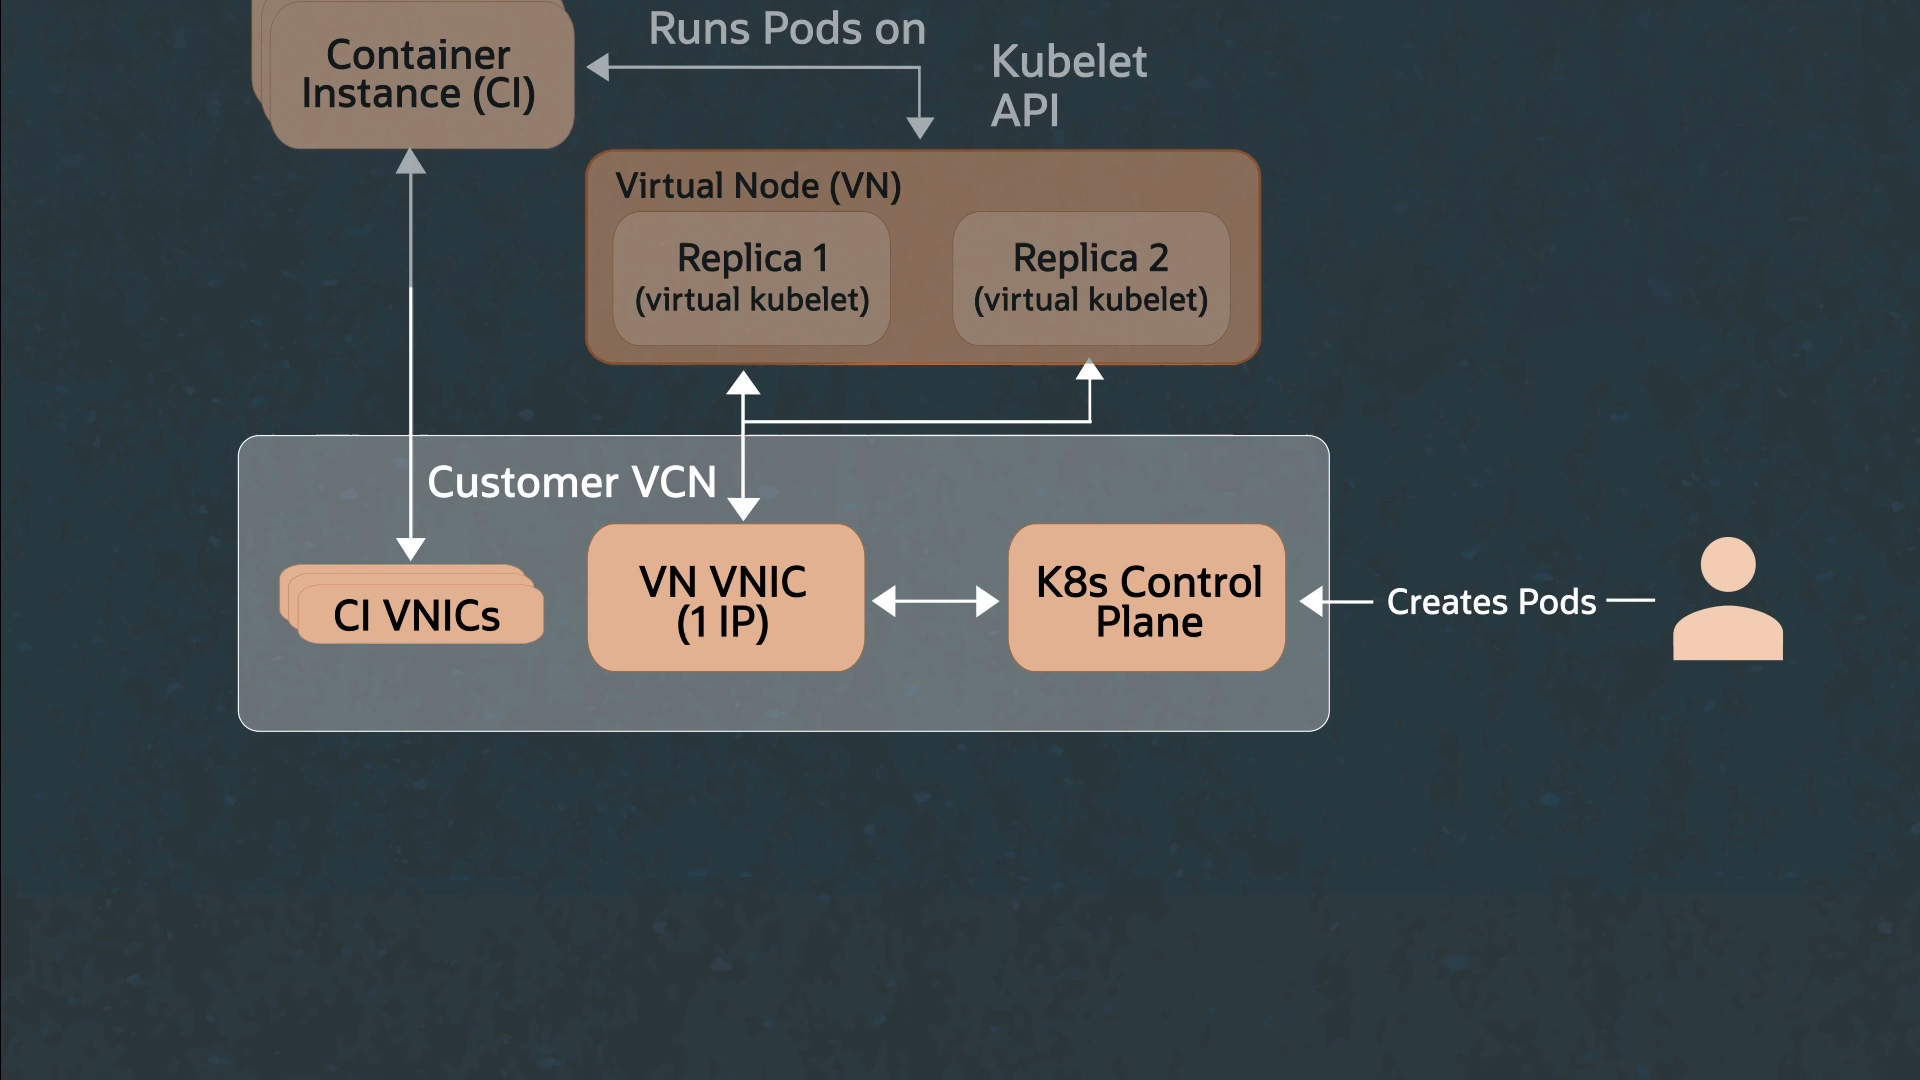 Runs Pods on
Container
Instance (CI)
Kubelet
API
Virtual Node (VN)
Replica 1
(virtual kubelet)
Replica 2
(virtual kubelet)
Customer VCN
CI VNICs
VN VNIC
(1 IP)
K8s Control
Plane
Creates Pods